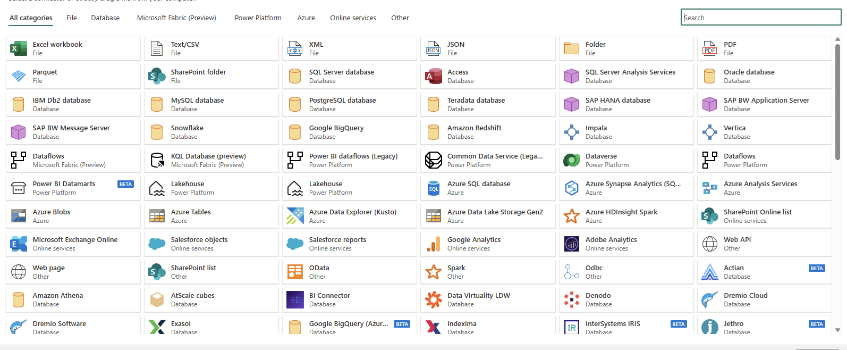 All categories File Database Microsoft Fabric (Preview) Power Platform Azure Online services Other Search
Excel workbook Text/CSV XML JSON Folder PDF
File File File File File File
Parquet SharePoint folder SQL Server database Access SQL Server Analysis Services Oracle database
File File Database Database Database Database
IBM Db2 database MySQL database PostgreSQL database Teradata database SAP HANA database SAP BW Application Server
Database Database Database Database Database Database
SAP BW Message Server Snowflake Google BigQuery Amazon Redshift Impala Vertica
Database Database Database Database Database Database
Dataflows KQL Database (preview) Power BI dataflows (Legacy) Common Data Service (Lega... Dataverse Dataflows
Microsoft Fabric (Preview) Microsoft Fabric (Preview) Power Platform Power Platform Power Platform Power Platform
Power BI Datamarts BETA Lakehouse Lakehouse Azure SQL database Azure Synapse Analytics (SQ... Azure Analysis Services
Power Platform Power Platform Power Platform Azure Azure Azure
Azure Blobs Azure Tables Azure Data Explorer (Kusto) Azure Data Lake Storage Gen2 Azure HDInsight Spark SharePoint Online list
Azure Azure Azure Azure Azure Online services
Microsoft Exchange Online Salesforce objects Salesforce reports Google Analytics Adobe Analytics Web API
Online services Online services Online services Online services Online services Other
Web page SharePoint list OData Spark Odbc Actian BETA
Other Other Other Other Other Database
Amazon Athena AtScale cubes BI Connector Data Virtuality LDW Denodo Dremio Cloud
Database Database Database Database Database Database
Dremio Software Exasol Google BigQuery (Azur... BETA Indexima InterSystems IRIS BETA Jethro BETA
Database Database Database Database Database Database